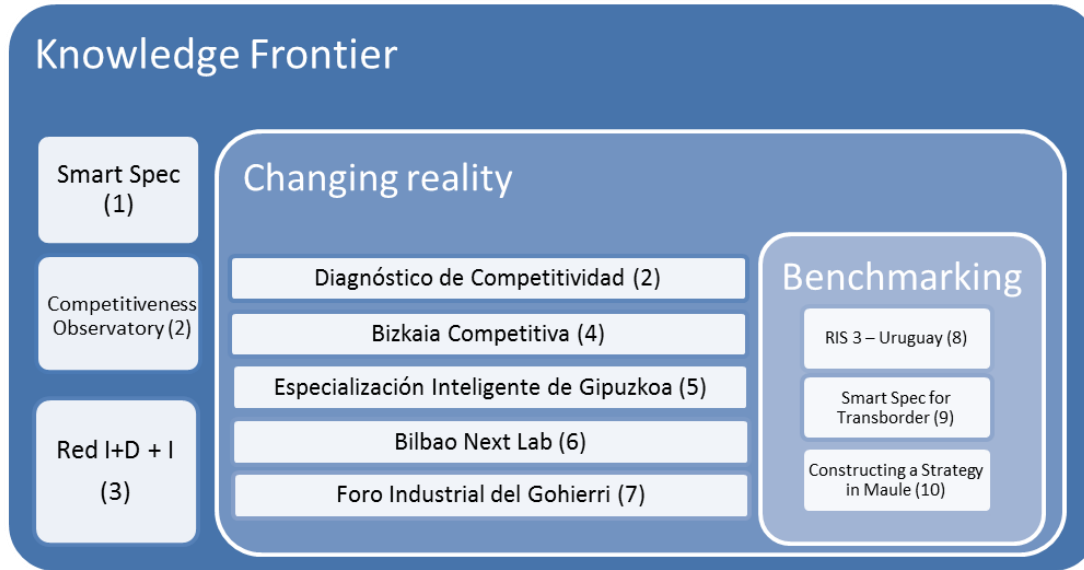 Knowledge Frontier
Smart Spec
(1)
Competitiveness
Observatory (2)
Red I+D + I
(3)
Changing reality
Diagnóstico de Competitividad (2)
Bizkaia Competitiva (4)
Especialización Inteligente de Gipuzkoa (5)
Bilbao Next Lab (6)
Foro Industrial del Gohierri (7)
Benchmarking
RIS 3 – Uruguay (8)
Smart Spec for
Transborder (9)
Constructing a Strategy
in Maule (10)